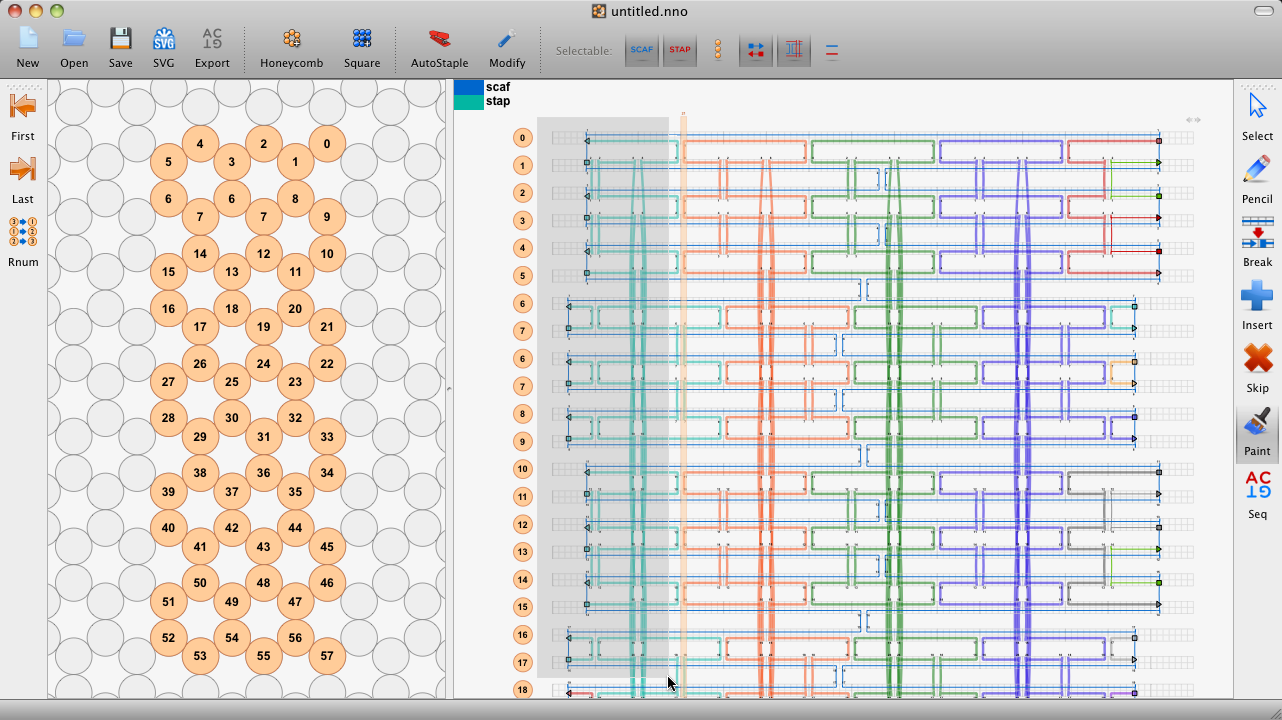 untitled.nno
New Open Save SVG Export Honeycomb Square AutoStaple Modify Selectable: SCAF STAP
SVG
AC
TG
First
Last
Rnum
4 2 0
5 3 1
6 6 8
7 7 9
14 12 10
15 13 11
16 18 20
17 19 21
26 24 22
27 25 23
28 30 32
29 31 33
38 36 34
39 37 35
40 42 44
41 43 45
50 48 46
51 49 47
52 54 56
53 55 57
scaf
stap
0
1
2
3
4
5
6
7
6
7
8
9
10
11
12
13
14
15
16
17
18
Select
Pencil
Break
Insert
Skip
Paint
AC
TG
Seq